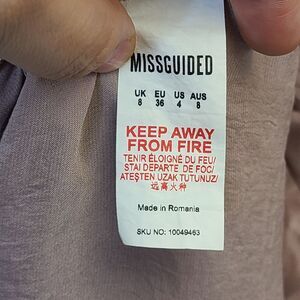 MISSGUIDED
UK EU US AUS
8 36 4 8
KEEP AWAY
FROM FIRE
TENIR ÉLOIGNÉ DU FEU/
STAI DEPARTE DE FOC/
ATEŞTEN UZAK TUTUNUZ/
远离火种
Made in Romania
SKU NO: 10049463